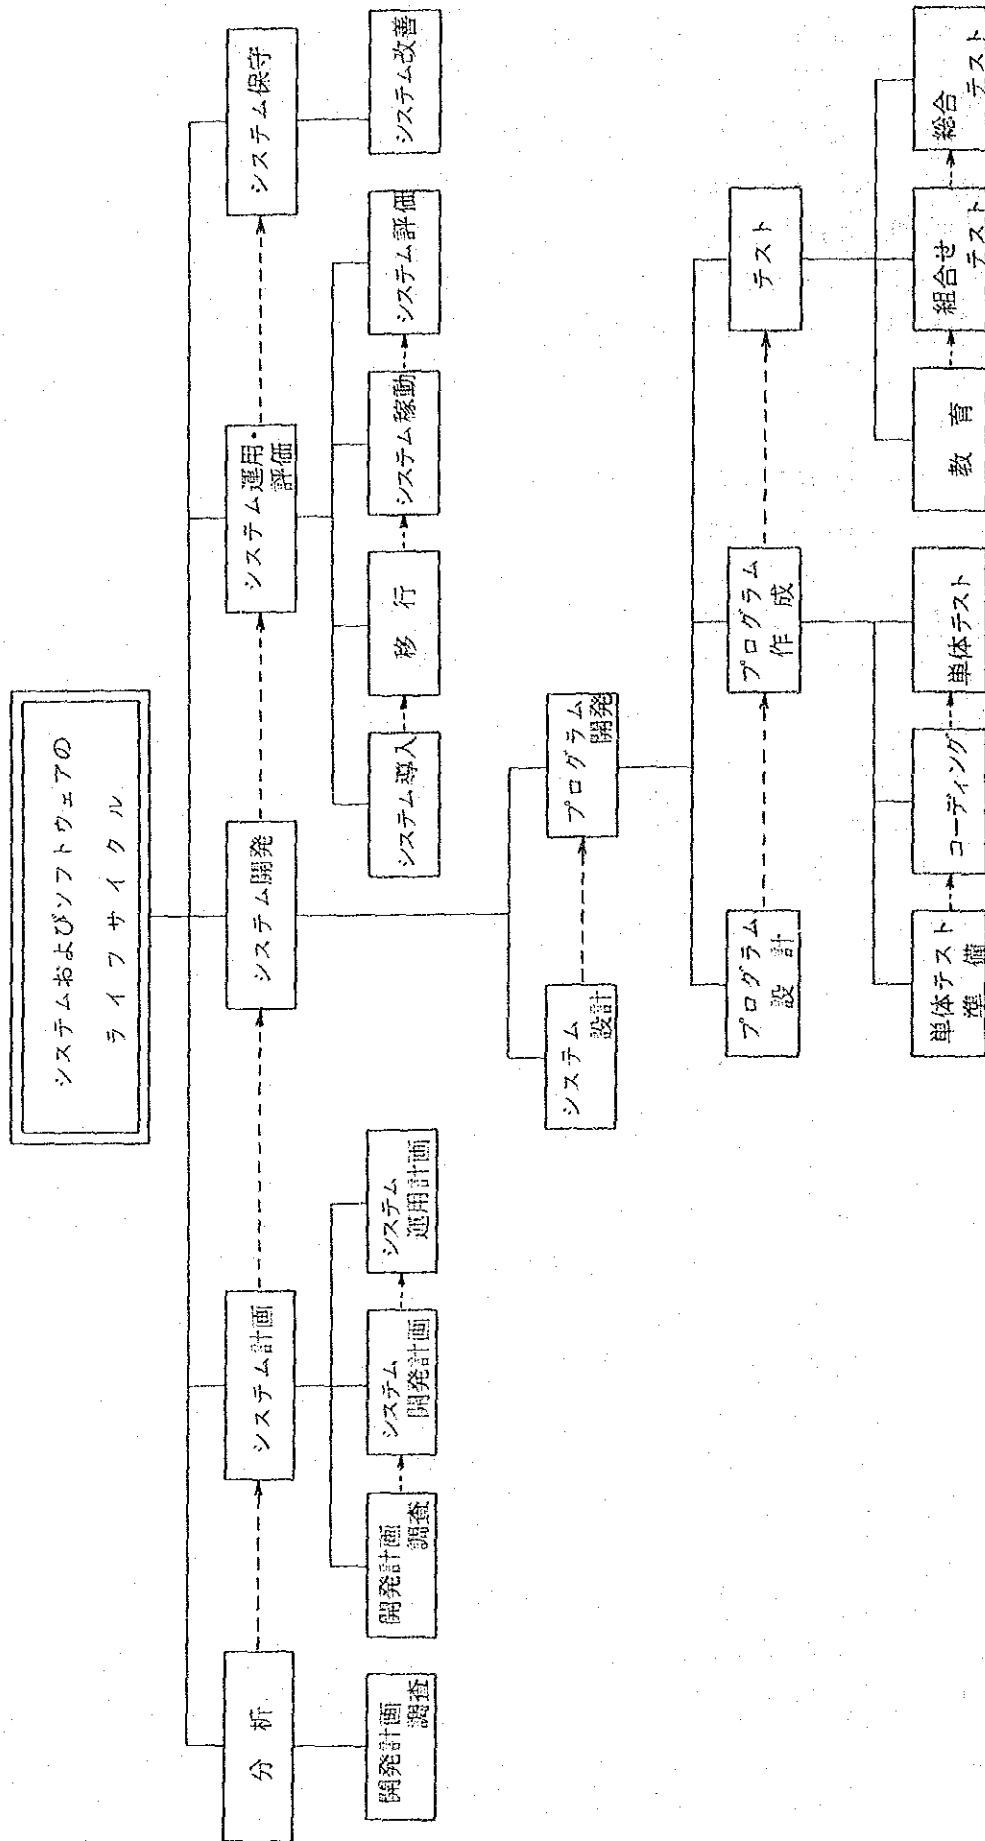 システムおよびソフトウェアの
ライフサイクル
分析
システム計画
システム開発
システム運用・
評価
システム保守
開発計画
調査
開発計画
調査
システム
開発計画
システム
運用計画
システム導入
移行
システム稼動
システム評価
システム改善
システム
設計
プログラム
開発
プログラム
設計
プログラム
作成
テスト
単体テスト
準備
コーディング
単体テスト
教育
組合せ
テスト
総合
テスト